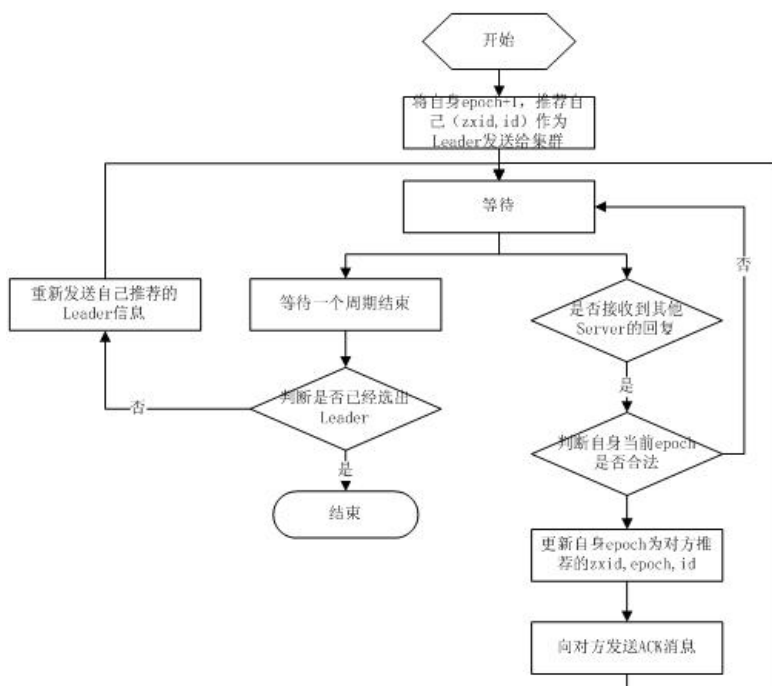 开始
将自身epoch+1，推荐自
己（zxid,id）作为
Leader发送给集群
等待
否
重新发送自己推荐的
Leader信息
等待一个周期结束
是否接收到其他
Server的回复
是
否
判断是否已经选出
Leader
判断自身当前epoch
是否合法
是
结束
更新自身epoch为对方推
荐的zxid,epoch,id
向对方发送ACK消息